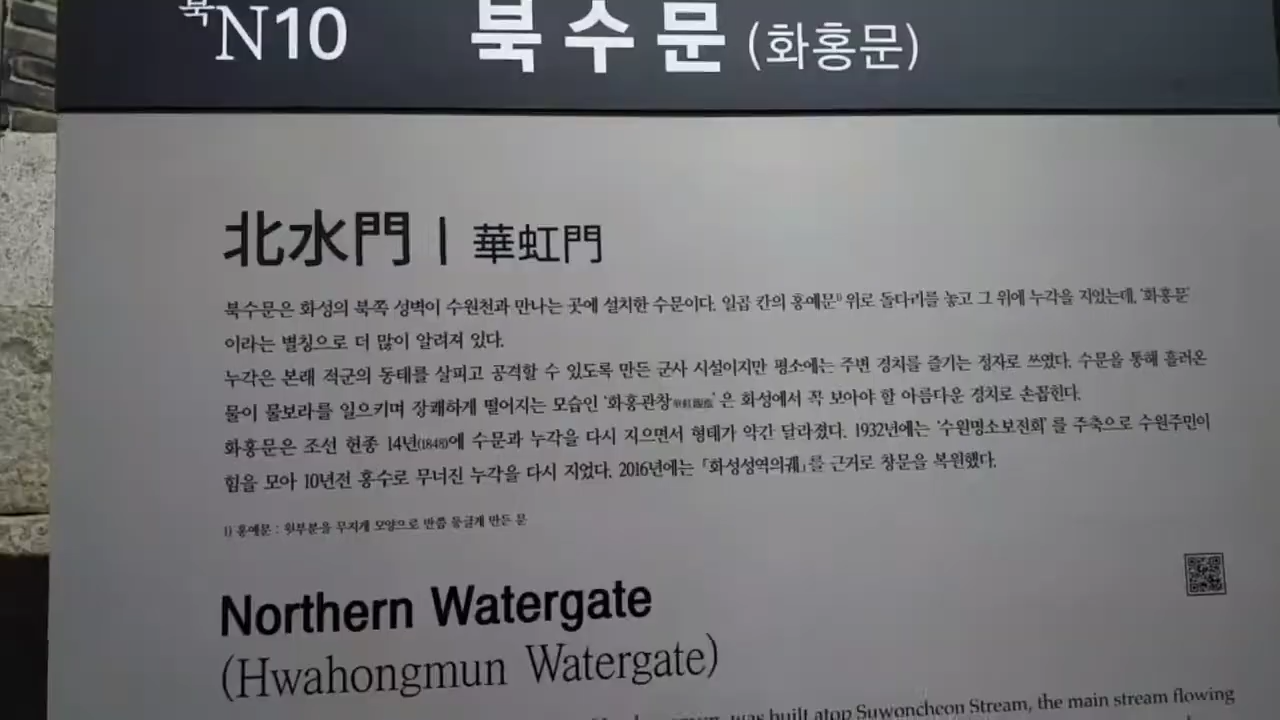 북N10 북수문 (화홍문)
北水門 | 華虹門
북수문은 화성의 북쪽 성벽이 수원천과 만나는 곳에 설치한 수문이다. 일곱 칸의 홍예문1) 위로 돌다리를 놓고 그 위에 누각을 지었는데, '화홍문'
이라는 별칭으로 더 많이 알려져 있다.
누각은 본래 적군의 동태를 살피고 공격할 수 있도록 만든 군사 시설이지만 평소에는 주변 경치를 즐기는 정자로 쓰였다. 수문을 통해 흘러온
물이 물보라를 일으키며 장쾌하게 떨어지는 모습인 '화홍관창'은 화성에서 꼭 보아야 할 아름다운 경치로 손꼽힌다.
화홍문은 조선 헌종 14년(1848)에 수문과 누각을 다시 지으면서 형태가 약간 달라졌다. 1932년에는 '수원명소보전회'를 주축으로 수원주민이
힘을 모아 10년전 홍수로 무너진 누각을 다시 지었다. 2016년에는 「화성성역의궤」를 근거로 창문을 복원했다.
1) 홍예문 : 윗부분을 무지개 모양으로 반쯤 둥글게 만든 문
Northern Watergate
(Hwahongmun Watergate)
was built atop Suwoncheon Stream, the main stream flowing